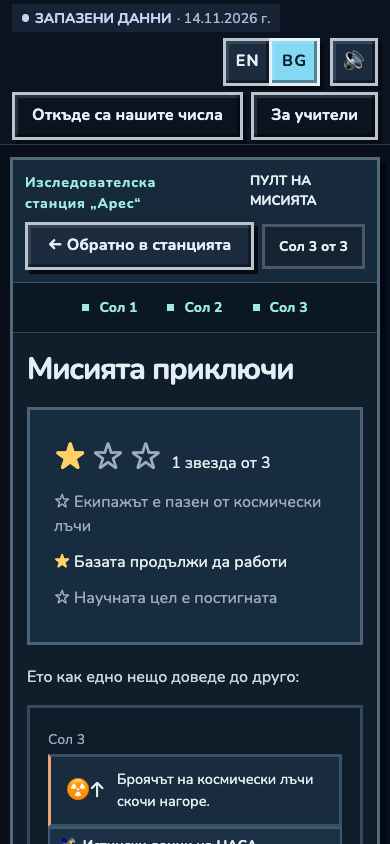 ЗАПАЗЕНИ ДАННИ · 14.11.2026 г.
EN BG
Откъде са нашите числа За учители
Изследователска
станция „Арес“
ПУЛТ НА
МИСИЯТА
← Обратно в станцията Сол 3 от 3
Сол 1 Сол 2 Сол 3
Мисията приключи
1 звезда от 3
Екипажът е пазен от космически
лъчи
Базата продължи да работи
Научната цел е постигната
Ето как едно нещо доведе до друго:
Сол 3
Броячът на космически лъчи
скочи нагоре.